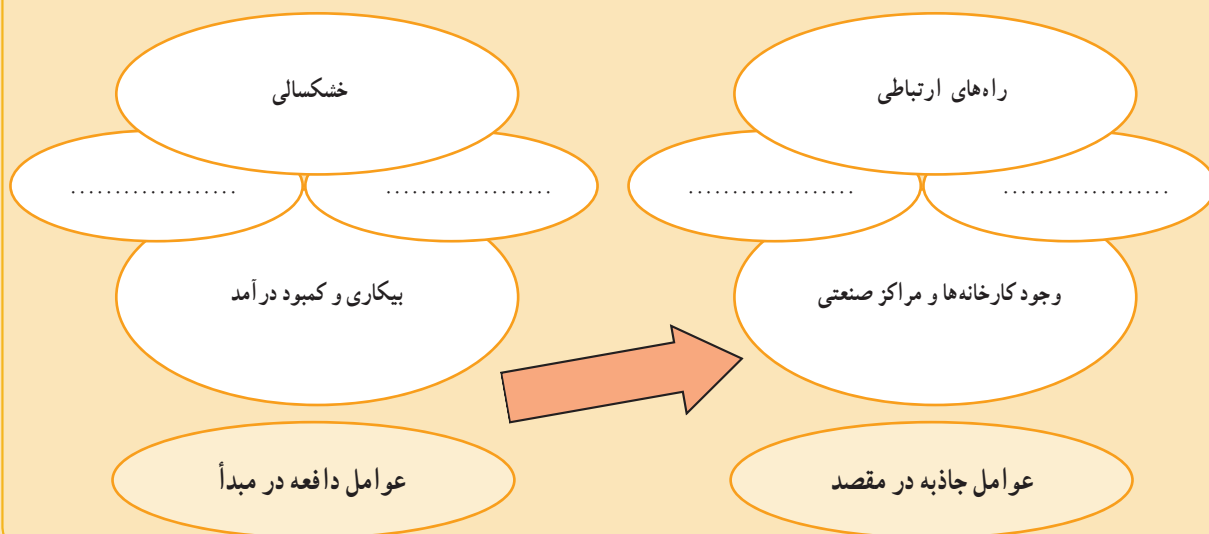 راه‌های ارتباطی
...................
...................
وجود کارخانه‌ها و مراکز صنعتی
عوامل جاذبه در مقصد
خشکسالی
...................
...................
بیکاری و کمبود درآمد
عوامل دافعه در مبدأ